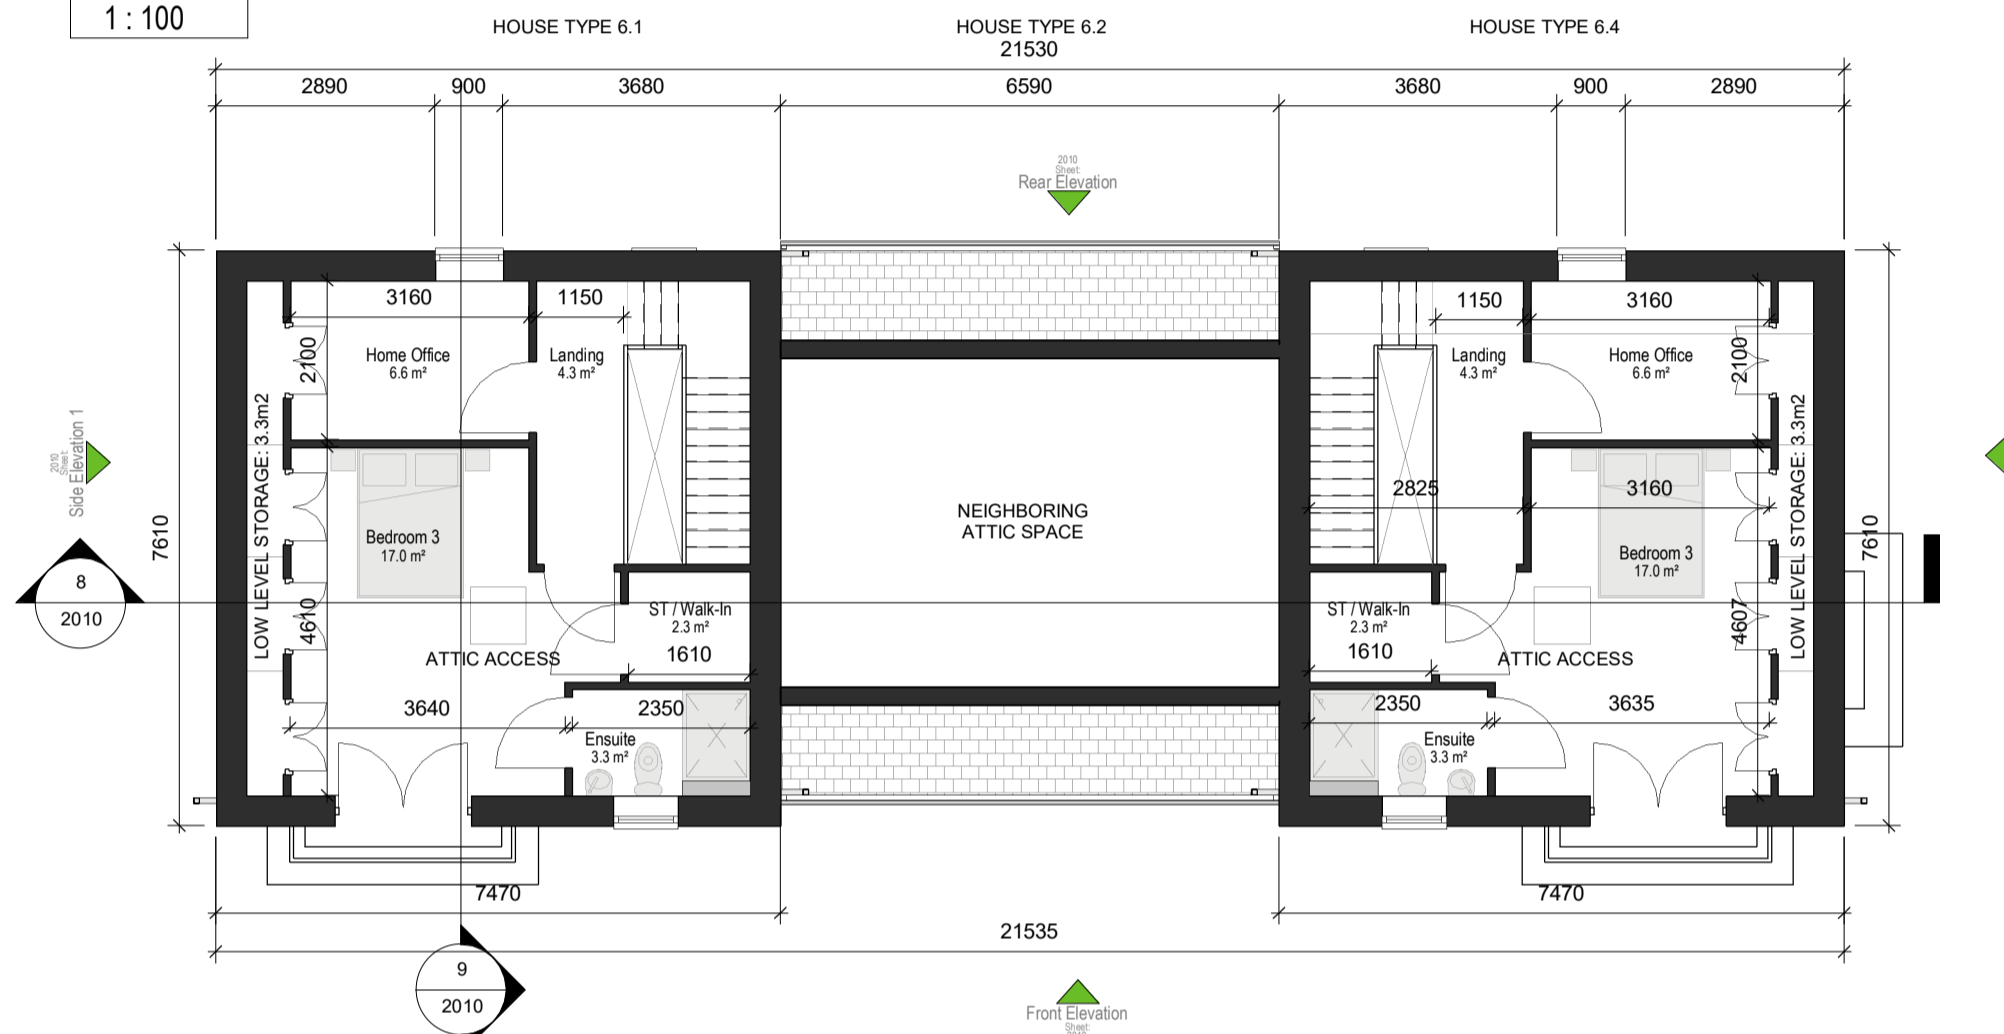 1 : 100
HOUSE TYPE 6.1
HOUSE TYPE 6.2
HOUSE TYPE 6.4
21530
2890
900
3680
6590
3680
900
2890
2010
Sheet:
Rear Elevation
3160
1150
1150
3160
2100
Home Office
6.6 m²
Landing
4.3 m²
Landing
4.3 m²
Home Office
6.6 m²
2100
2010
Sheet:
Side Elevation 1
7610
LOW LEVEL STORAGE: 3.3m2
Bedroom 3
17.0 m²
NEIGHBORING
ATTIC SPACE
2825
3160
Bedroom 3
17.0 m²
LOW LEVEL STORAGE: 3.3m2
7610
8
2010
4610
ST / Walk-In
2.3 m²
ST / Walk-In
2.3 m²
4607
ATTIC ACCESS
1610
1610
ATTIC ACCESS
3640
2350
2350
3635
Ensuite
3.3 m²
Ensuite
3.3 m²
7470
7470
21535
9
2010
Front Elevation
Sheet: